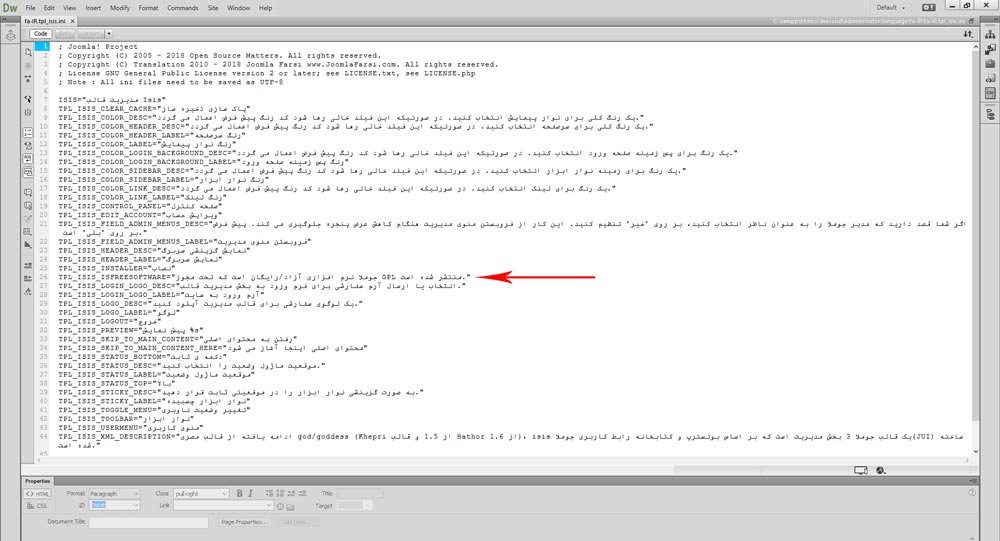 Dw
File Edit View Insert Modify Format Commands Site Window Help
Default
fa-IR.tpl_isis.ini ×
Code Split Design
1 ; Joomla! Project
2 ; Copyright (C) 2005 - 2018 Open Source Matters. All rights reserved.
3 ; Copyright (C) Translation 2010 - 2018 Joomla Farsi www.JoomlaFarsi.com. All rights reserved.
4 ; License GNU General Public License version 2 or later; see LICENSE.txt, see LICENSE.php
5 ; Note : All ini files need to be saved as UTF-8
6
7 ISIS="مدیریت قالب Isis"
8 TPL_ISIS_CLEAR_CACHE="پاک سازی ذخیره ساز"
9 TPL_ISIS_COLOR_DESC="یک رنگ کلی برای نوار پیمایش انتخاب کنید. در صورتیکه این فیلد خالی رها شود کد رنگ پیش فرض اعمال می گردد."
10 TPL_ISIS_COLOR_HEADER_DESC="یک رنگ کلی برای سرصفحه انتخاب کنید. در صورتیکه این فیلد خالی رها شود کد رنگ پیش فرض اعمال می گردد."
11 TPL_ISIS_COLOR_HEADER_LABEL="رنگ سرصفحه"
12 TPL_ISIS_COLOR_LABEL="رنگ نوار پیمایش"
13 TPL_ISIS_COLOR_LOGIN_BACKGROUND_DESC="یک رنگ برای پس زمینه صفحه ورود انتخاب کنید. در صورتیکه این فیلد خالی رها شود کد رنگ پیش فرض اعمال می گردد."
14 TPL_ISIS_COLOR_LOGIN_BACKGROUND_LABEL="رنگ پس زمینه صفحه ورود"
15 TPL_ISIS_COLOR_SIDEBAR_DESC="یک رنگ برای زمینه نوار ابزار انتخاب کنید. در صورتیکه این فیلد خالی رها شود کد رنگ پیش فرض اعمال می گردد."
16 TPL_ISIS_COLOR_SIDEBAR_LABEL="رنگ نوار ابزار"
17 TPL_ISIS_COLOR_LINK_DESC="یک رنگ برای لینک انتخاب کنید. در صورتیکه این فیلد خالی رها شود کد رنگ پیش فرض اعمال می گردد."
18 TPL_ISIS_COLOR_LINK_LABEL="رنگ لینک"
19 TPL_ISIS_CONTROL_PANEL="صفحه کنترل"
20 TPL_ISIS_EDIT_ACCOUNT="ویرایش حساب"
21 TPL_ISIS_FIELD_ADMIN_MENUS_DESC="اگر شما قصد دارید که مدیر جوملا را به عنوان ناظر انتخاب کنید، بر روی 'خیر' تنظیم کنید. این کار از فروبستن منوی مدیریت هنگام کاهش عرض پنجره جلوگیری می کند. پیش فرض بر روی 'بلی' است."
22 TPL_ISIS_FIELD_ADMIN_MENUS_LABEL="فروبستن منوی مدیریت"
23 TPL_ISIS_HEADER_DESC="نمایش گزینشی سربرگ"
24 TPL_ISIS_HEADER_LABEL="نمایش سربرگ"
25 TPL_ISIS_INSTALLER="نصاب"
26 TPL_ISIS_ISFREESOFTWARE="جوملا نرم افزاری آزاد/رایگان است که تحت مجوز GPL منتشر شده است."
27 TPL_ISIS_LOGIN_LOGO_DESC="انتخاب یا ارسال آرم سفارشی برای فرم ورود به بخش مدیریت قالب."
28 TPL_ISIS_LOGIN_LOGO_LABEL="آرم ورود به سایت"
29 TPL_ISIS_LOGO_DESC="یک لوگوی سفارشی برای قالب مدیریت آپلود کنید."
30 TPL_ISIS_LOGO_LABEL="لوگو"
31 TPL_ISIS_LOGOUT="خروج"
32 TPL_ISIS_PREVIEW="پیش نمایش %s"
33 TPL_ISIS_SKIP_TO_MAIN_CONTENT="رفتن به محتوای اصلی"
34 TPL_ISIS_SKIP_TO_MAIN_CONTENT_HERE="محتوای اصلی اینجا آغاز می شود"
35 TPL_ISIS_STATUS_BOTTOM="دکمه ی ثابت"
36 TPL_ISIS_STATUS_DESC="موقعیت ماژول وضعیت را انتخاب کنید."
37 TPL_ISIS_STATUS_LABEL="موقعیت ماژول وضعیت"
38 TPL_ISIS_STATUS_TOP="بالا"
39 TPL_ISIS_STICKY_DESC="به صورت گزینشی نوار ابزار را در موقعیتی ثابت قرار دهید."
40 TPL_ISIS_STICKY_LABEL="نوار ابزار چسبیده"
41 TPL_ISIS_TOGGLE_MENU="تغییر وضعیت ناوبری"
42 TPL_ISIS_TOOLBAR="نوار ابزار"
43 TPL_ISIS_USERMENU="منوی کاربری"
44 TPL_ISIS_XML_DESCRIPTION="ادامه یافته از قالب مصری god/goddess (Khepri از 1.5 و قالب Hathor از 1.6)، isis یک قالب جوملا 3 بخش مدیریت است که بر اساس بوتسترپ و کتابخانه رابط کاربری جوملا (JUI) ساخته شده است."
45
Properties
HTML
CSS
Format Paragraph
Class pull-right
B I
Title
ID None
Link
Target
Document Title
Page Properties...
List Item...